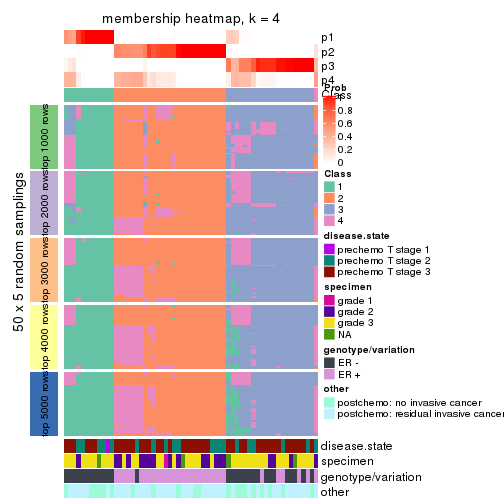 membership heatmap, k = 4
p1
p2
p3
p4
Class
50 x 5 random samplings
top 1000 rows
top 2000 rows
top 3000 rows
top 4000 rows
top 5000 rows
disease.state
specimen
genotype/variation
other
Prob
1
0.8
0.6
0.4
0.2
0
Class
1
2
3
4
disease.state
prechemo T stage 1
prechemo T stage 2
prechemo T stage 3
specimen
grade 1
grade 2
grade 3
NA
genotype/variation
ER -
ER +
other
postchemo: no invasive cancer
postchemo: residual invasive cancer